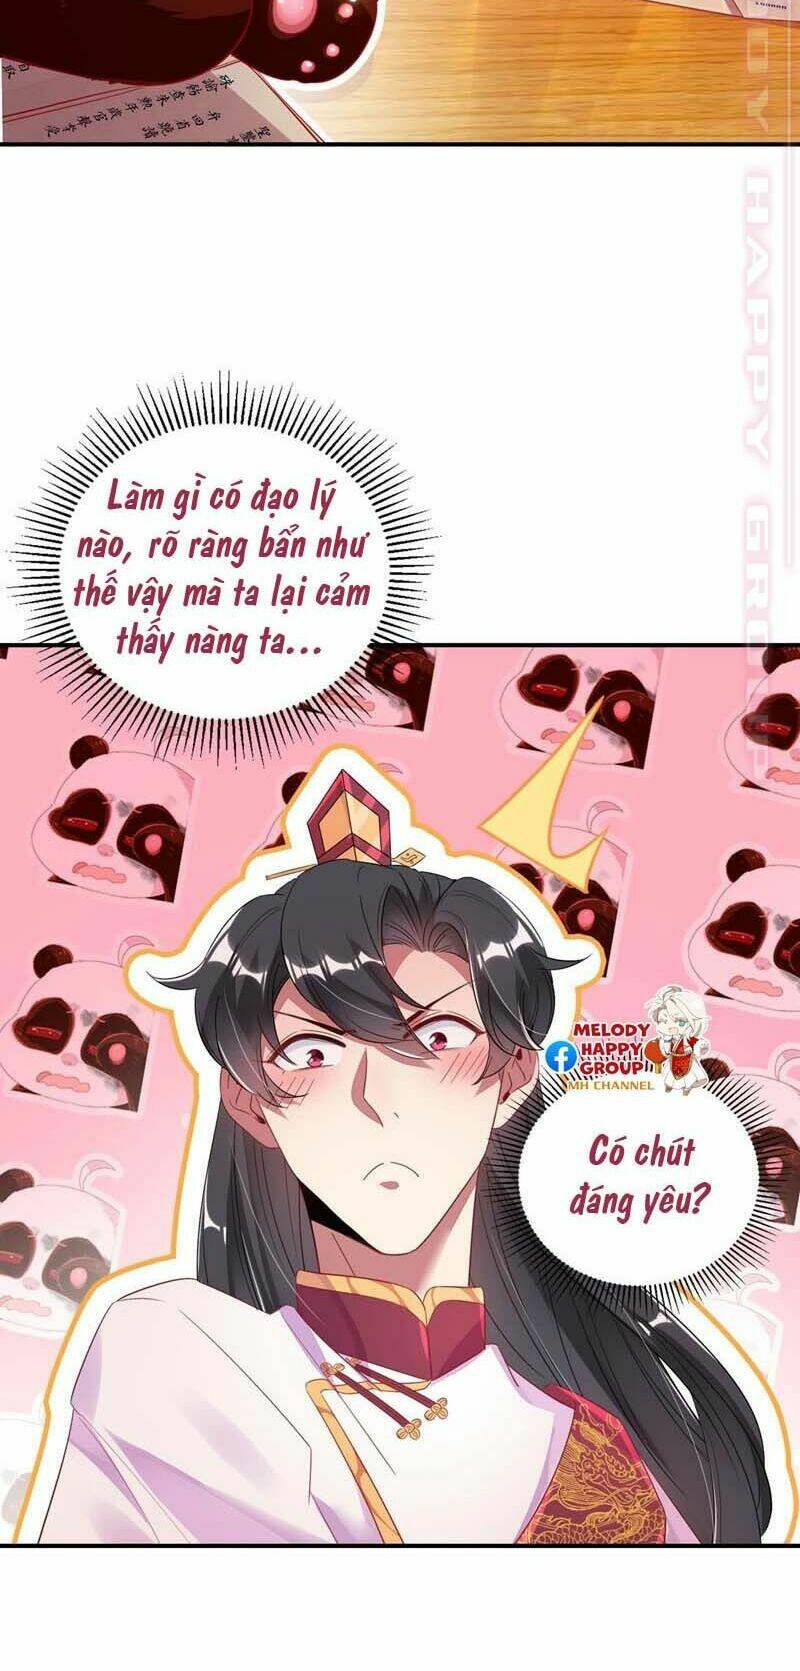 Làm gì có đạo lý
nào, rõ ràng bẩn như
thế vậy mà ta lại cảm
thấy nàng ta...
MELODY
HAPPY
GROUP
MH CHANNEL
Có chút
đáng yêu?
HAPPY GROUP